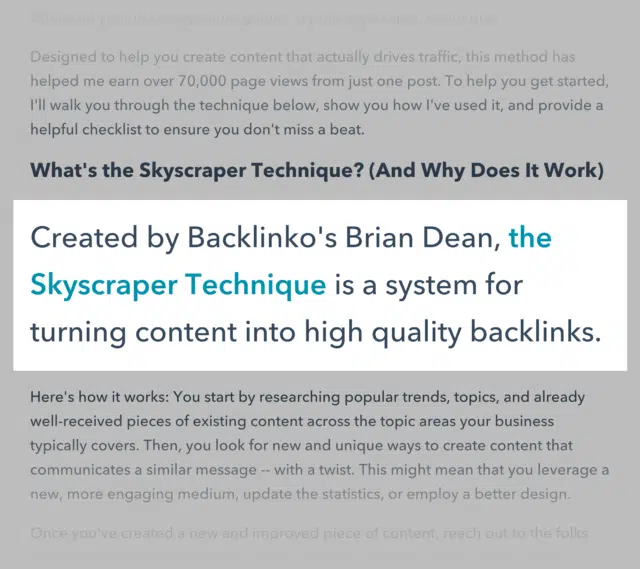 Designed to help you create content that actually drives traffic, this method has
helped me earn over 70,000 page views from just one post. To help you get started,
I'll walk you through the technique below, show you how I've used it, and provide a
helpful checklist to ensure you don't miss a beat.
What's the Skyscraper Technique? (And Why Does It Work)
Created by Backlinko's Brian Dean, the
Skyscraper Technique is a system for
turning content into high quality backlinks.
Here's how it works: You start by researching popular trends, topics, and already
well-received pieces of existing content across the topic areas your business
typically covers. Then, you look for new and unique ways to create content that
communicates a similar message -- with a twist. This might mean that you leverage a
new, more engaging medium, update the statistics, or employ a better design.
Once you've created a new and improved piece of content, reach out to the folks